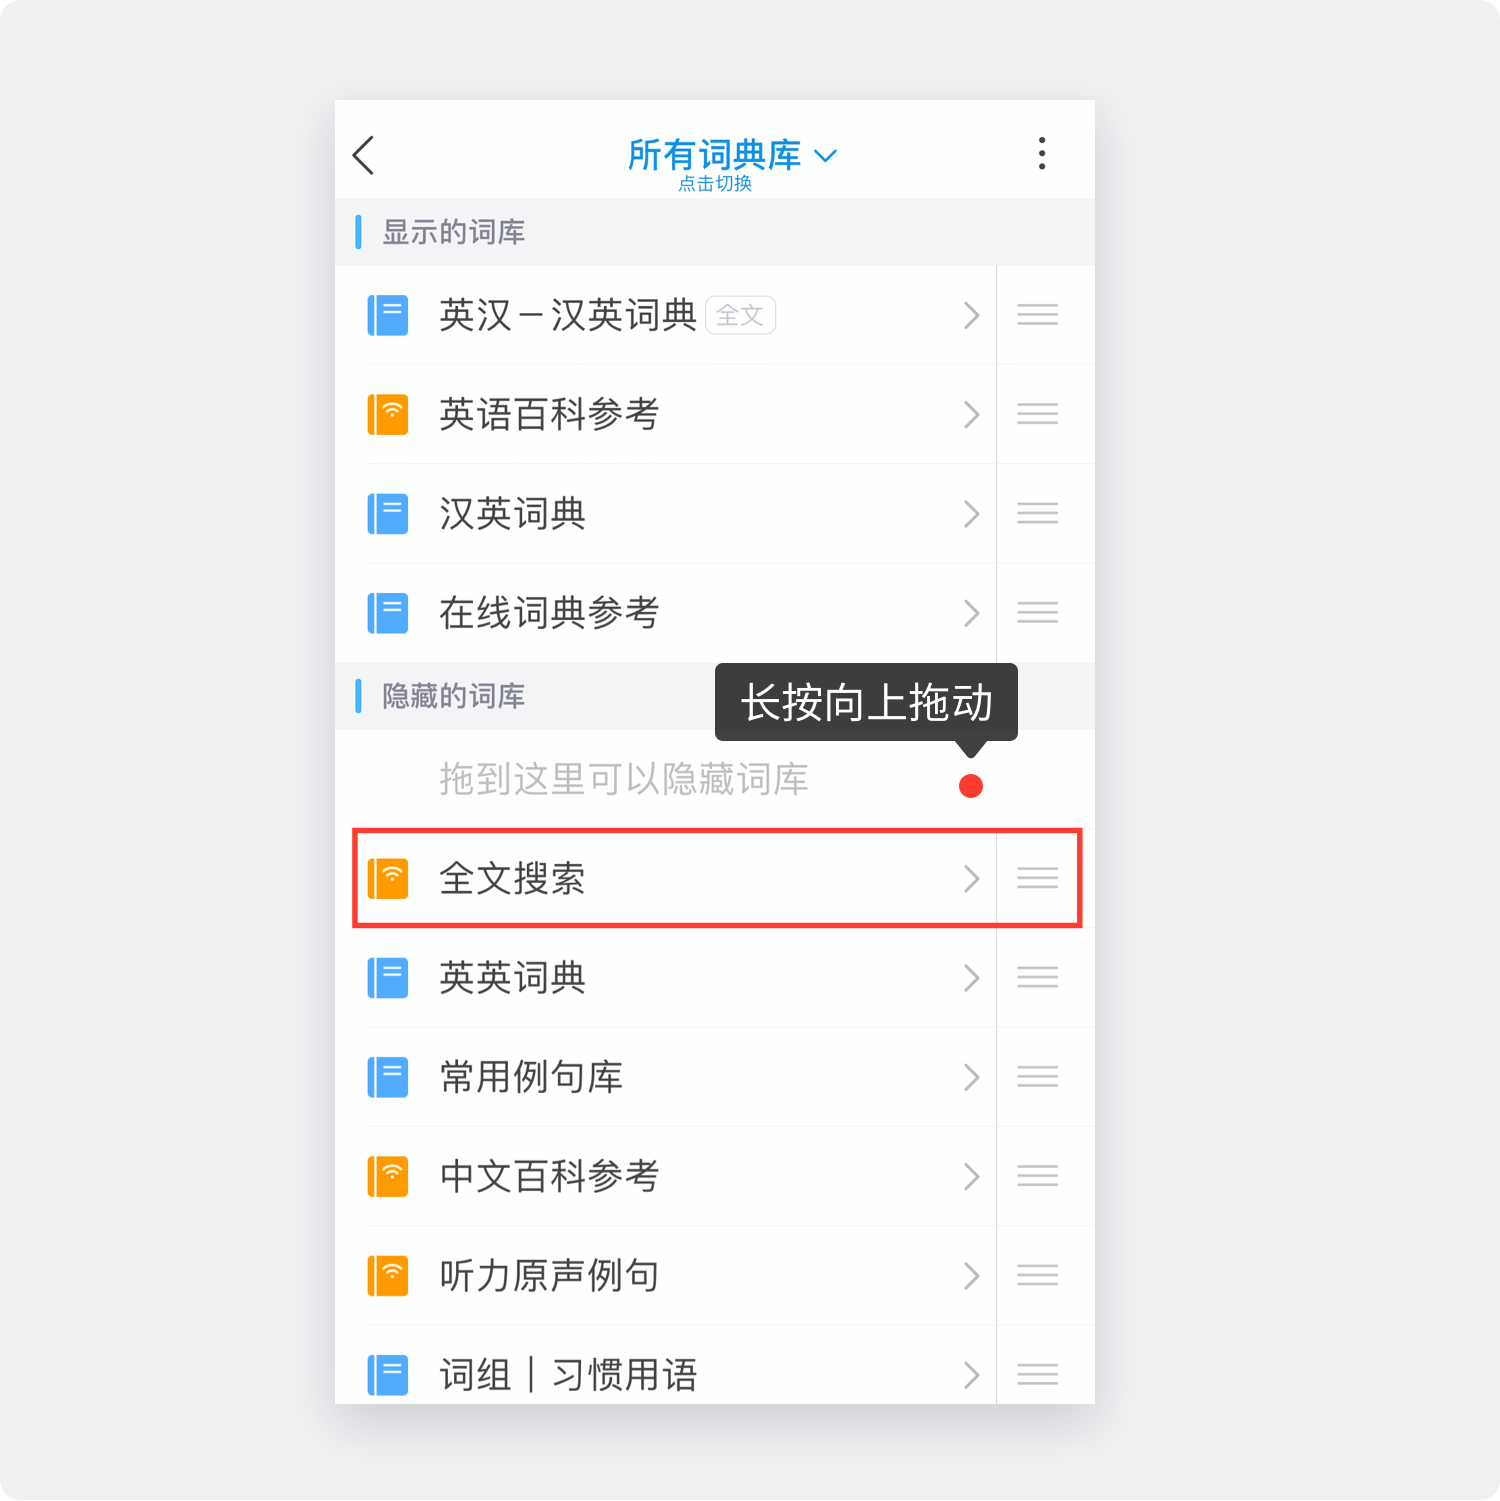 所有词典库
点击切换
显示的词库
英汉－汉英词典 全文
英语百科参考
汉英词典
在线词典参考
隐藏的词库
长按向上拖动
拖到这里可以隐藏词库
全文搜索
英英词典
常用例句库
中文百科参考
听力原声例句
词组｜习惯用语